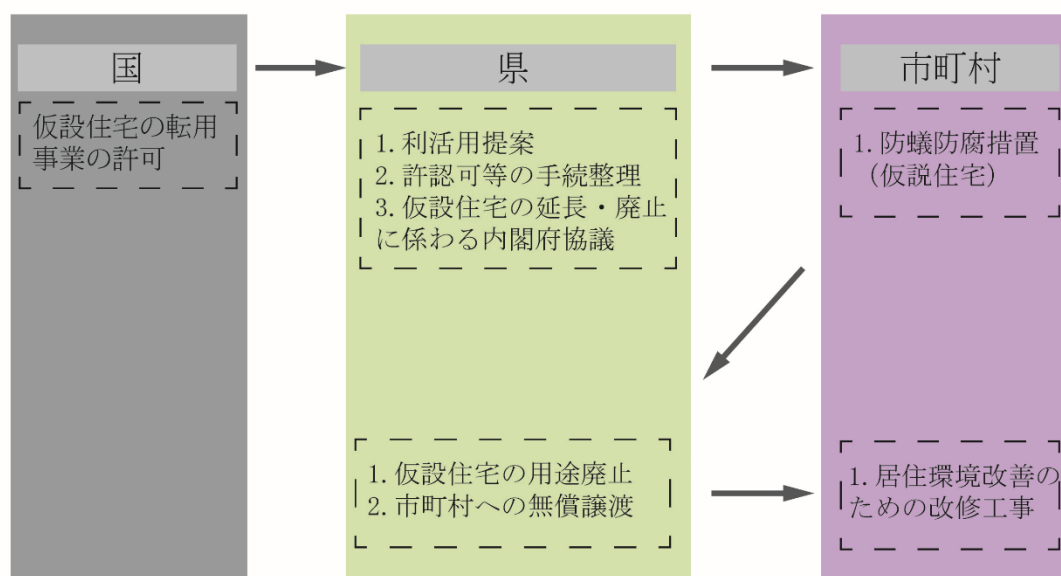 国
仮設住宅の転用
事業の許可
県
1.利活用提案
2.許認可等の手続整理
3.仮設住宅の延長・廃止
に係わる内閣府協議
市町村
1.防蟻防腐措置
（仮説住宅）
1.仮設住宅の用途廃止
2.市町村への無償譲渡
1.居住環境改善の
ための改修工事